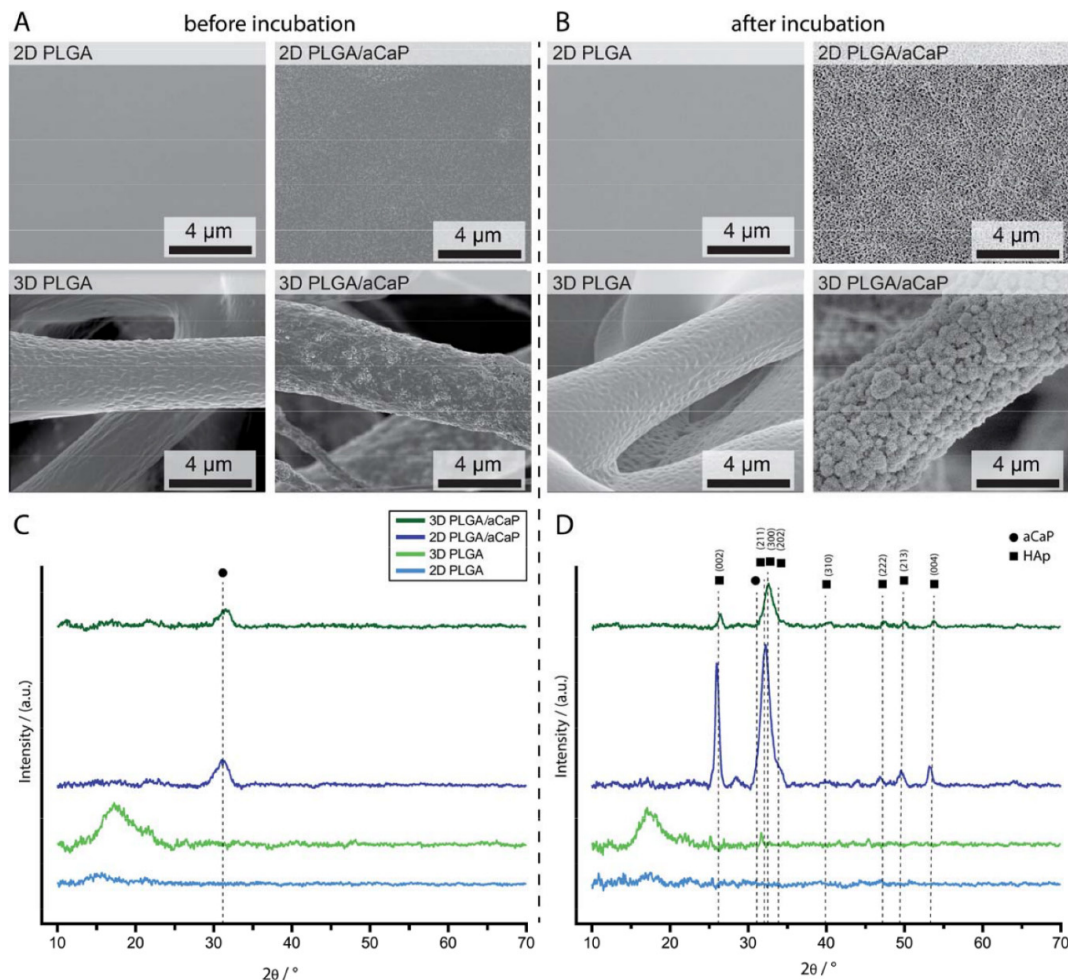 A before incubation
B after incubation
2D PLGA
2D PLGA/aCaP
2D PLGA
2D PLGA/aCaP
4 µm
4 µm
4 µm
4 µm
3D PLGA
3D PLGA/aCaP
3D PLGA
3D PLGA/aCaP
4 µm
4 µm
4 µm
4 µm
C
3D PLGA/aCaP
2D PLGA/aCaP
3D PLGA
2D PLGA
Intensity / (a.u.)
10 20 30 40 50 60 70
2θ / °
D
aCaP
HAp
(002)
(211)
(300)
(202)
(310)
(222)
(213)
(004)
Intensity / (a.u.)
10 20 30 40 50 60 70
2θ / °